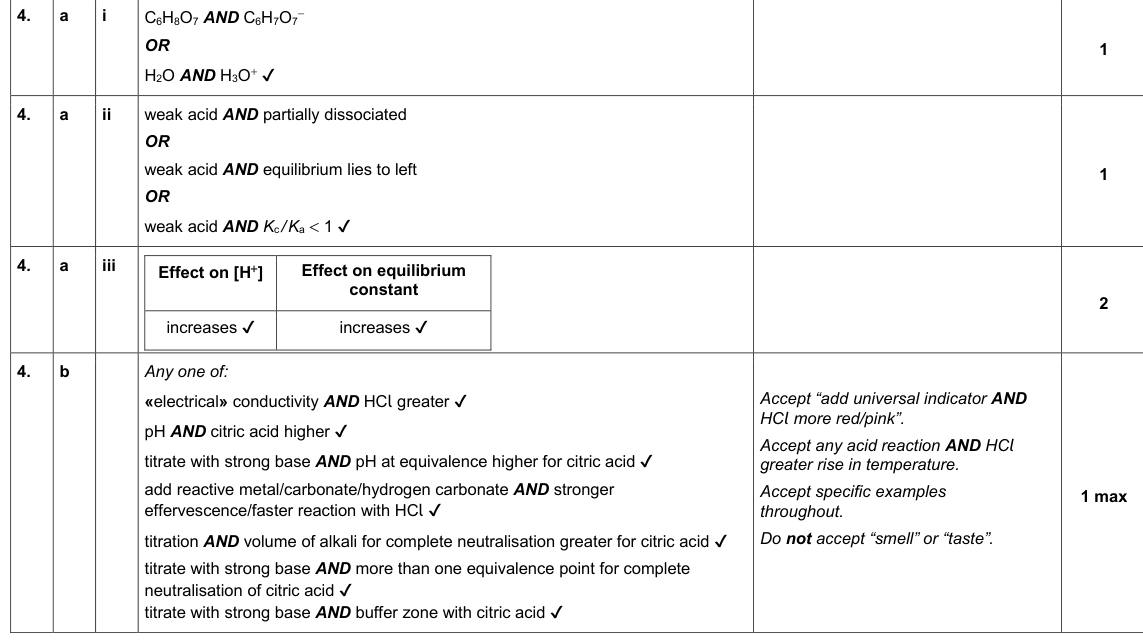 4. a i C₆H₈O₇ AND C₆H₇O₇⁻
OR
H₂O AND H₃O⁺ ✓
1
4. a ii weak acid AND partially dissociated
OR
weak acid AND equilibrium lies to left
OR
weak acid AND Kc/Ka < 1 ✓
1
4. a iii
Effect on [H⁺]
Effect on equilibrium
constant
increases ✓
increases ✓
2
4. b Any one of:
«electrical» conductivity AND HCl greater ✓
pH AND citric acid higher ✓
titrate with strong base AND pH at equivalence higher for citric acid ✓
add reactive metal/carbonate/hydrogen carbonate AND stronger
effervescence/faster reaction with HCl ✓
titration AND volume of alkali for complete neutralisation greater for citric acid ✓
titrate with strong base AND more than one equivalence point for complete
neutralisation of citric acid ✓
titrate with strong base AND buffer zone with citric acid ✓
Accept “add universal indicator AND
HCl more red/pink”.
Accept any acid reaction AND HCl
greater rise in temperature.
Accept specific examples
throughout.
Do not accept “smell” or “taste”.
1 max